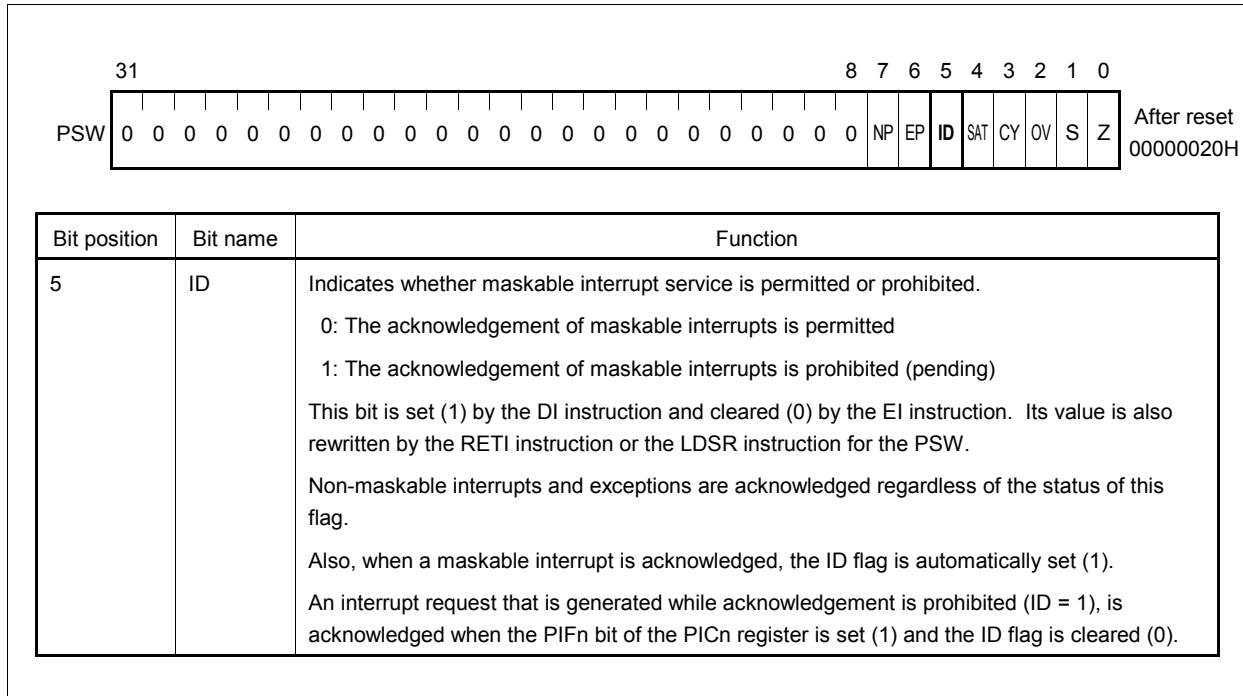 31 8 7 6 5 4 3 2 1 0
PSW 0 0 0 0 0 0 0 0 0 0 0 0 0 0 0 0 0 0 0 0 0 0 0 0 NP EP ID SAT CY OV S Z After reset
00000020H
Bit position Bit name Function
5 ID Indicates whether maskable interrupt service is permitted or prohibited.
0: The acknowledgement of maskable interrupts is permitted
1: The acknowledgement of maskable interrupts is prohibited (pending)
This bit is set (1) by the DI instruction and cleared (0) by the EI instruction. Its value is also
rewritten by the RETI instruction or the LDSR instruction for the PSW.
Non-maskable interrupts and exceptions are acknowledged regardless of the status of this
flag.
Also, when a maskable interrupt is acknowledged, the ID flag is automatically set (1).
An interrupt request that is generated while acknowledgement is prohibited (ID = 1), is
acknowledged when the PIFn bit of the PICn register is set (1) and the ID flag is cleared (0).